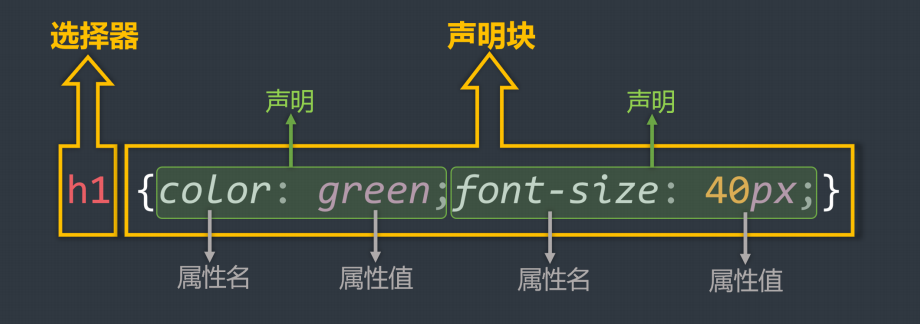 选择器 声明块
声明 声明
h1 {color: green;font-size: 40px;}
属性名 属性值 属性名 属性值